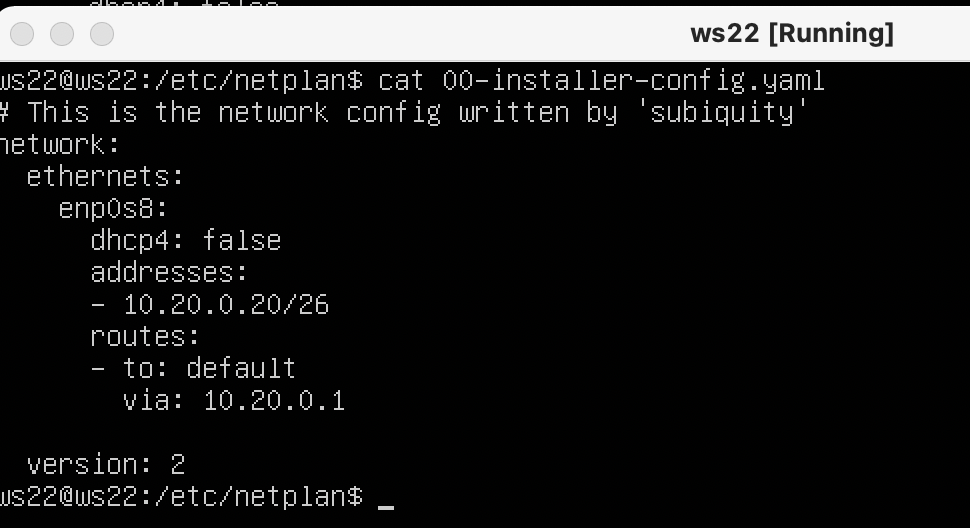 ws22 [Running]
ws22@ws22:/etc/netplan$ cat 00-installer-config.yaml
# This is the network config written by 'subiquity'
network:
  ethernets:
    enp0s8:
      dhcp4: false
      addresses:
      - 10.20.0.20/26
      routes:
      - to: default
        via: 10.20.0.1
  version: 2
ws22@ws22:/etc/netplan$ _